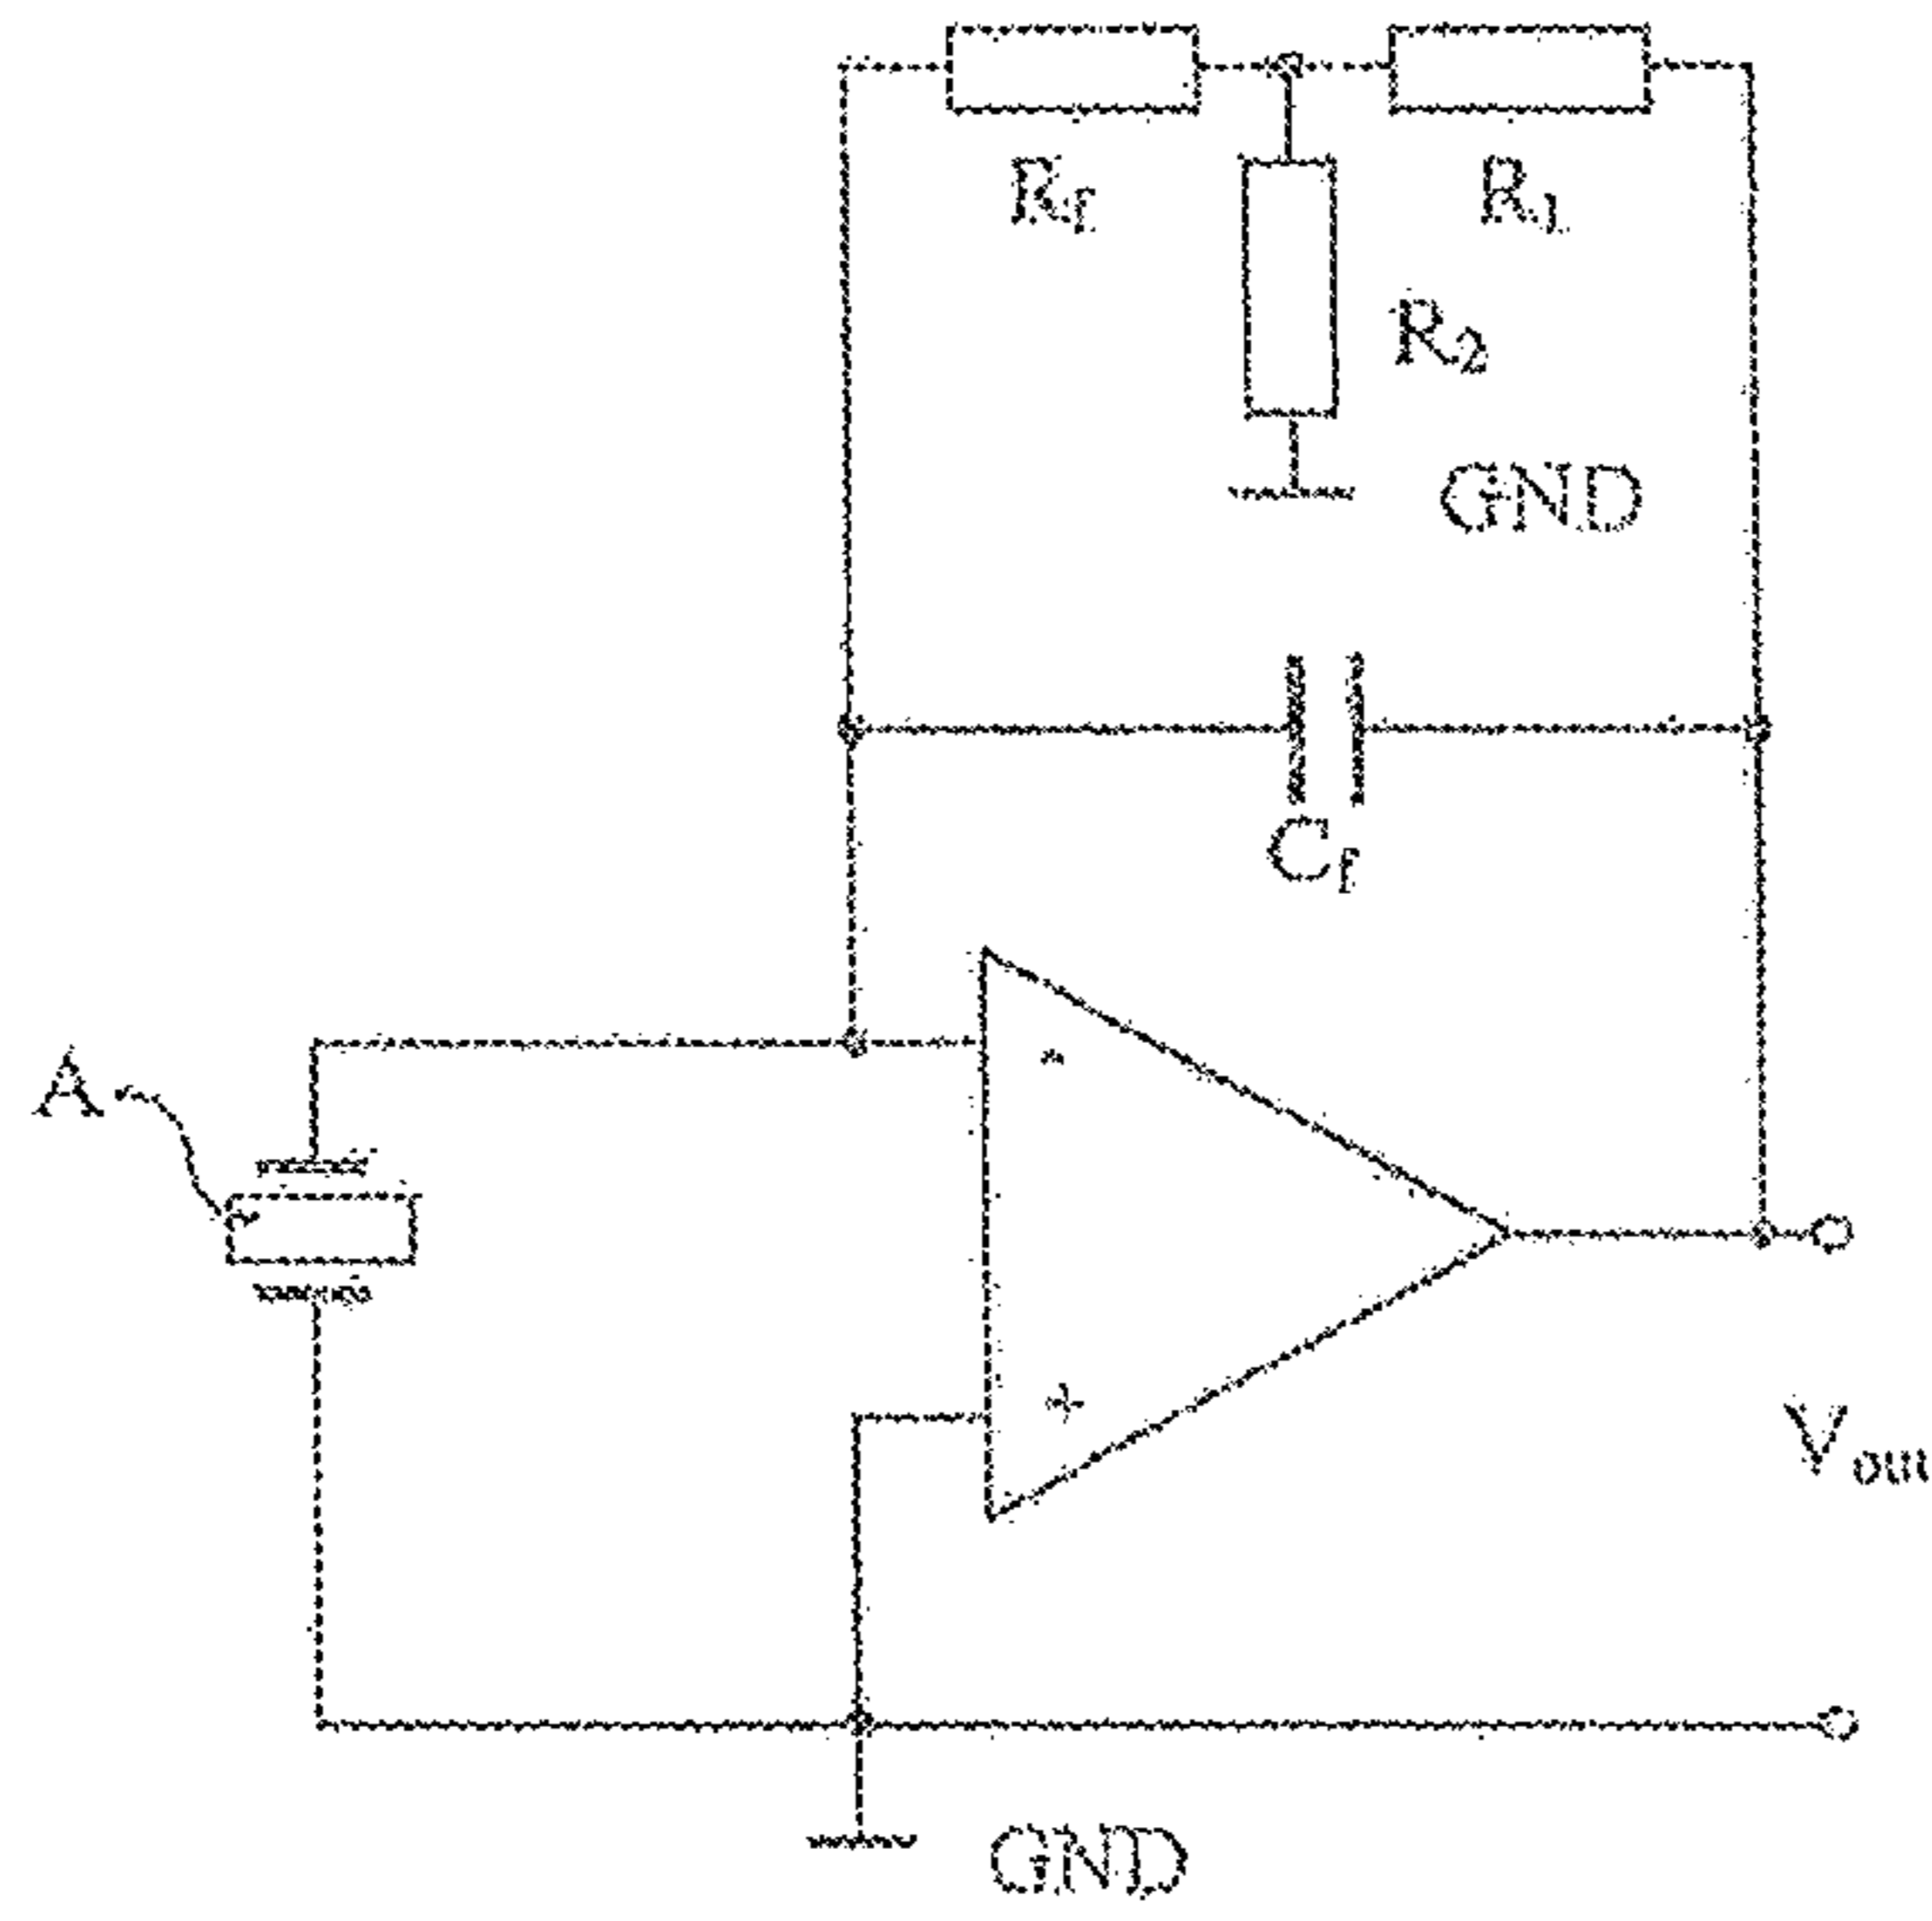 Rf
R1
R2
GND
Cf
A
-
+
Vout
GND